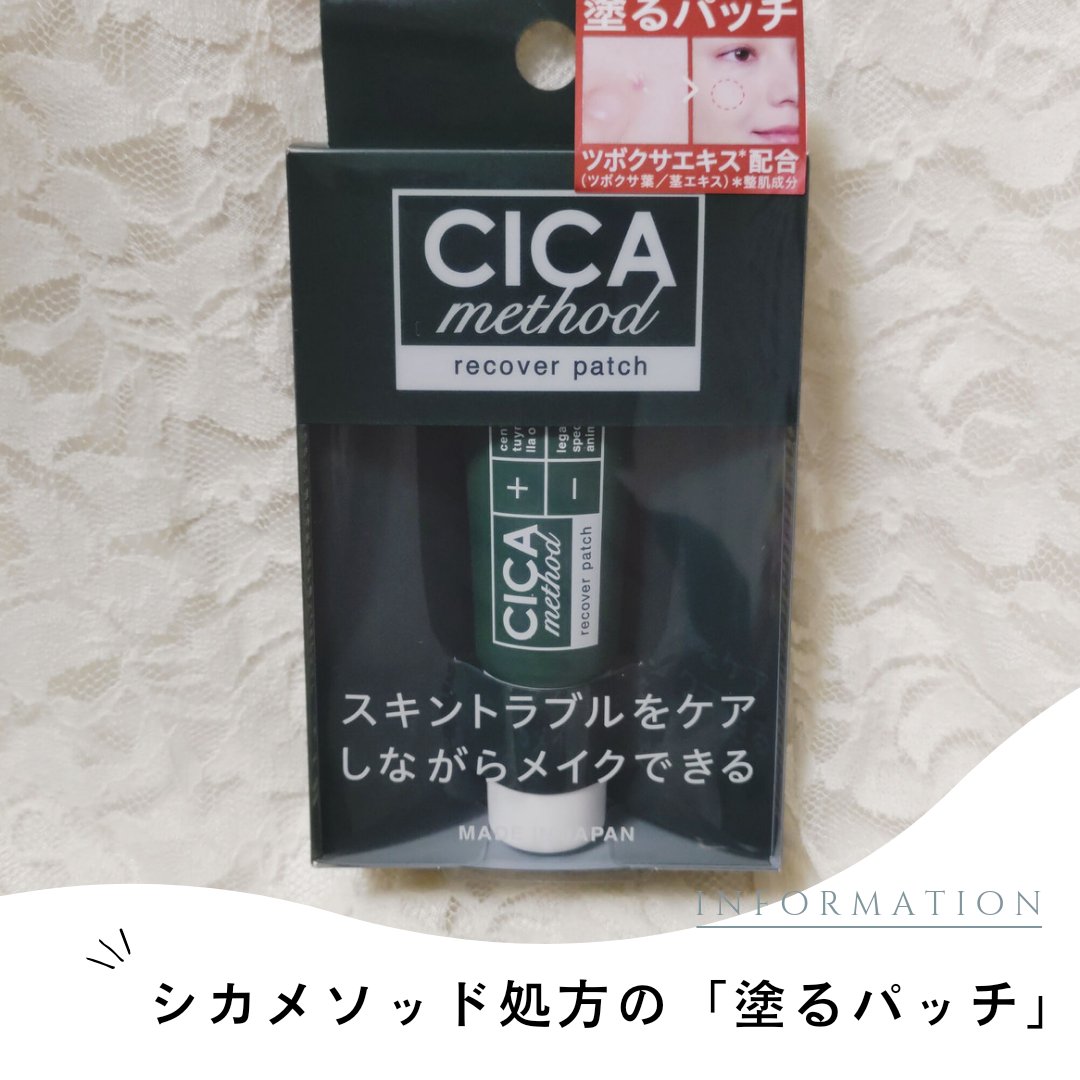 塗るパッチ
ツボクサエキス*配合
(ツボクサ葉/茎エキス)*整肌成分
CICA
method
recover patch
+
−
CICA
method
recover patch
スキントラブルをケア
しながらメイクできる
MADE IN JAPAN
INFORMATION
シカメソッド処方の「塗るパッチ」